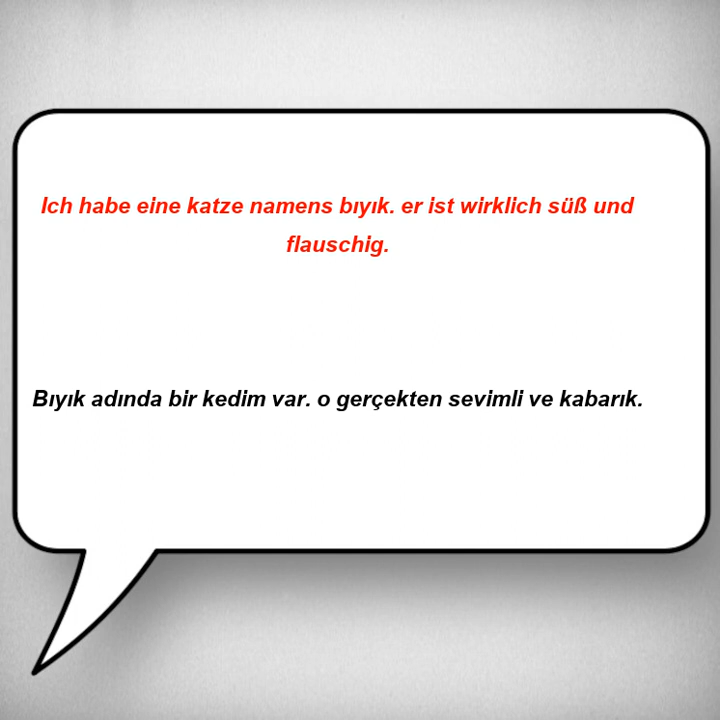 Ich habe eine katze namens bıyık. er ist wirklich süß und
flauschig.
Bıyık adında bir kedim var. o gerçekten sevimli ve kabarık.